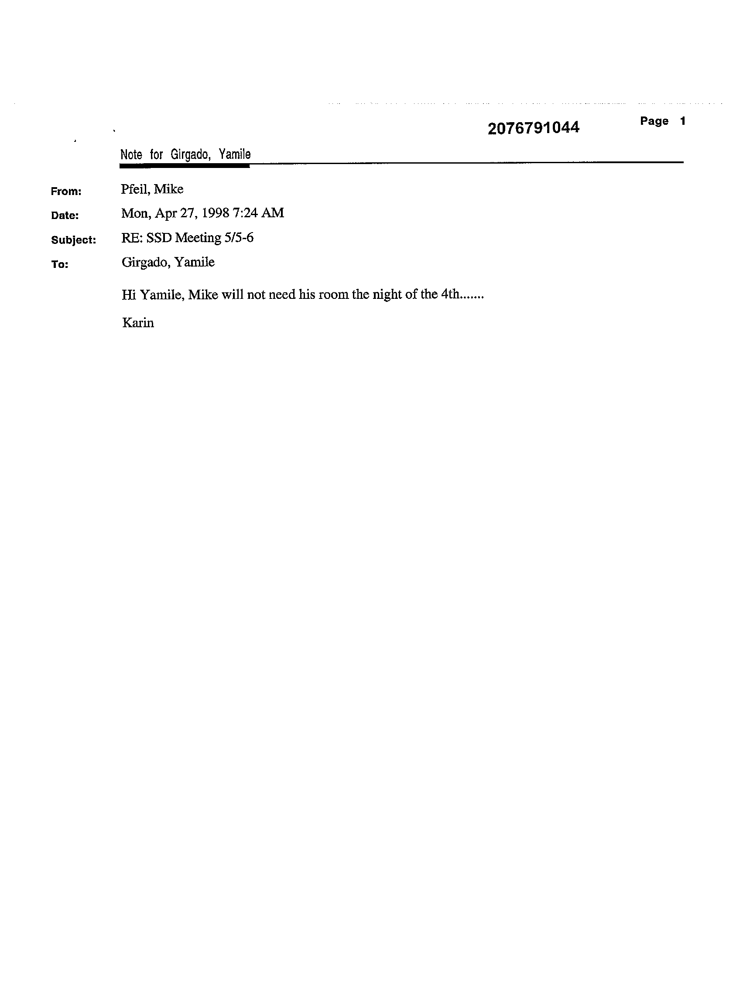 2076791044 Page 1
Note for Girgado, Yamile
From: Pfeil, Mike
Date: Mon, Apr 27, 1998 7:24 AM
Subject: RE: SSD Meeting 5/5-6
To: Girgado, Yamile
Hi Yamile, Mike will not need his room the night of the 4th.......
Karin